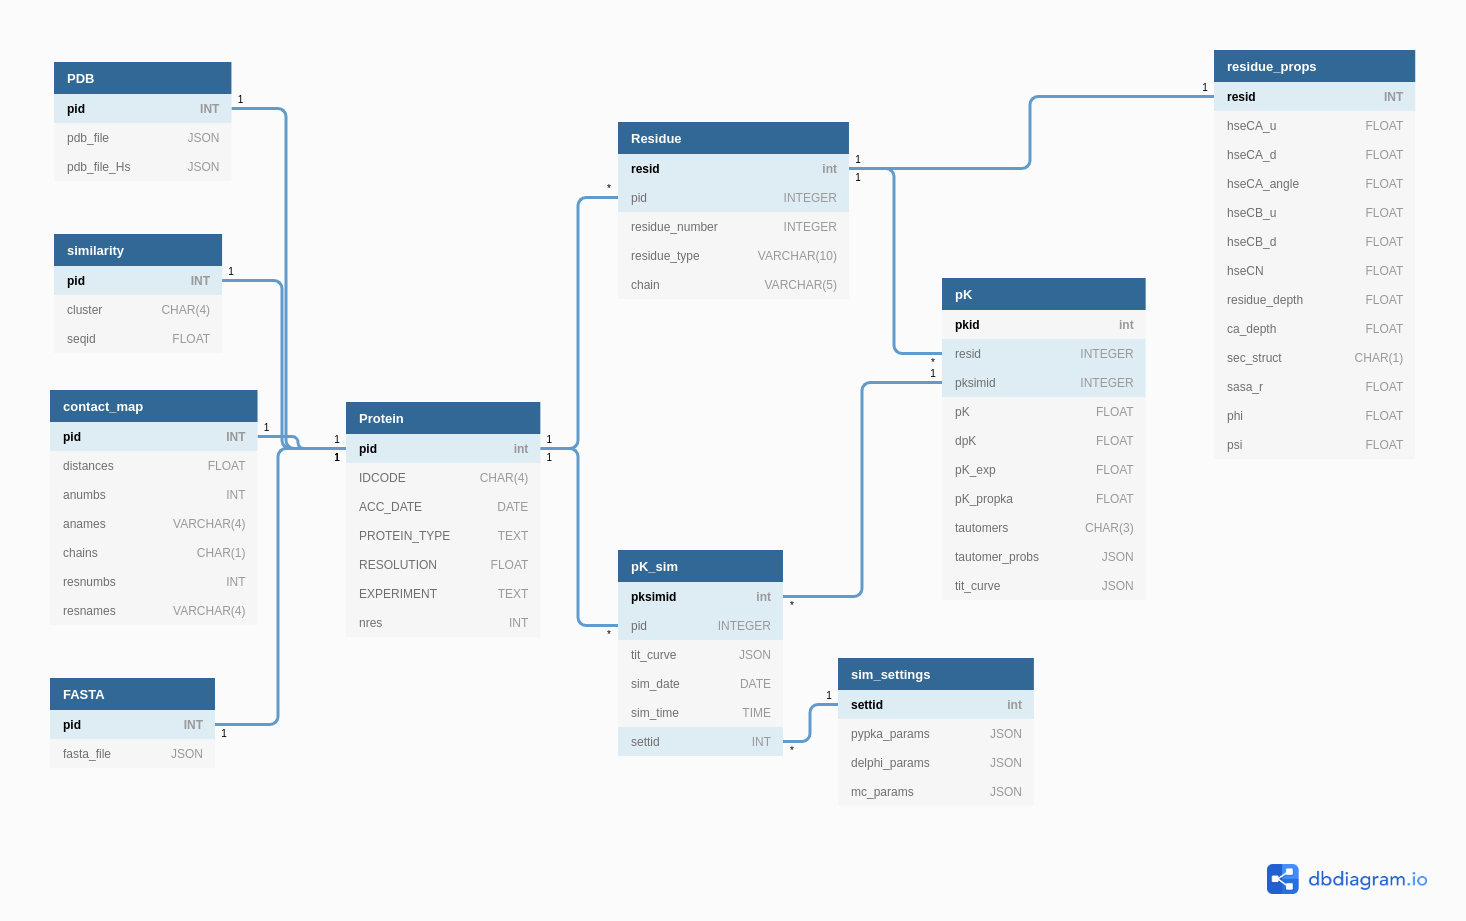 PDB
pid INT
pdb_file JSON
pdb_file_Hs JSON
similarity
pid INT
cluster CHAR(4)
seqid FLOAT
contact_map
pid INT
distances FLOAT
anumbs INT
anames VARCHAR(4)
chains CHAR(1)
resnumbs INT
resnames VARCHAR(4)
FASTA
pid INT
fasta_file JSON
1
1
1
1
Protein
pid int
IDCODE CHAR(4)
ACC_DATE DATE
PROTEIN_TYPE TEXT
RESOLUTION FLOAT
EXPERIMENT TEXT
nres INT
1
1
1
1
Residue
resid int
pid INTEGER
residue_number INTEGER
residue_type VARCHAR(10)
chain VARCHAR(5)
*
1
1
pK_sim
pksimid int
pid INTEGER
tit_curve JSON
sim_date DATE
sim_time TIME
settid INT
*
*
*
pK
pkid int
resid INTEGER
pksimid INTEGER
pK FLOAT
dpK FLOAT
pK_exp FLOAT
pK_propka FLOAT
tautomers CHAR(3)
tautomer_probs JSON
tit_curve JSON
*
1
sim_settings
settid int
pypka_params JSON
delphi_params JSON
mc_params JSON
1
residue_props
resid INT
hseCA_u FLOAT
hseCA_d FLOAT
hseCA_angle FLOAT
hseCB_u FLOAT
hseCB_d FLOAT
hseCN FLOAT
residue_depth FLOAT
ca_depth FLOAT
sec_struct CHAR(1)
sasa_r FLOAT
phi FLOAT
psi FLOAT
1
dbdiagram.io